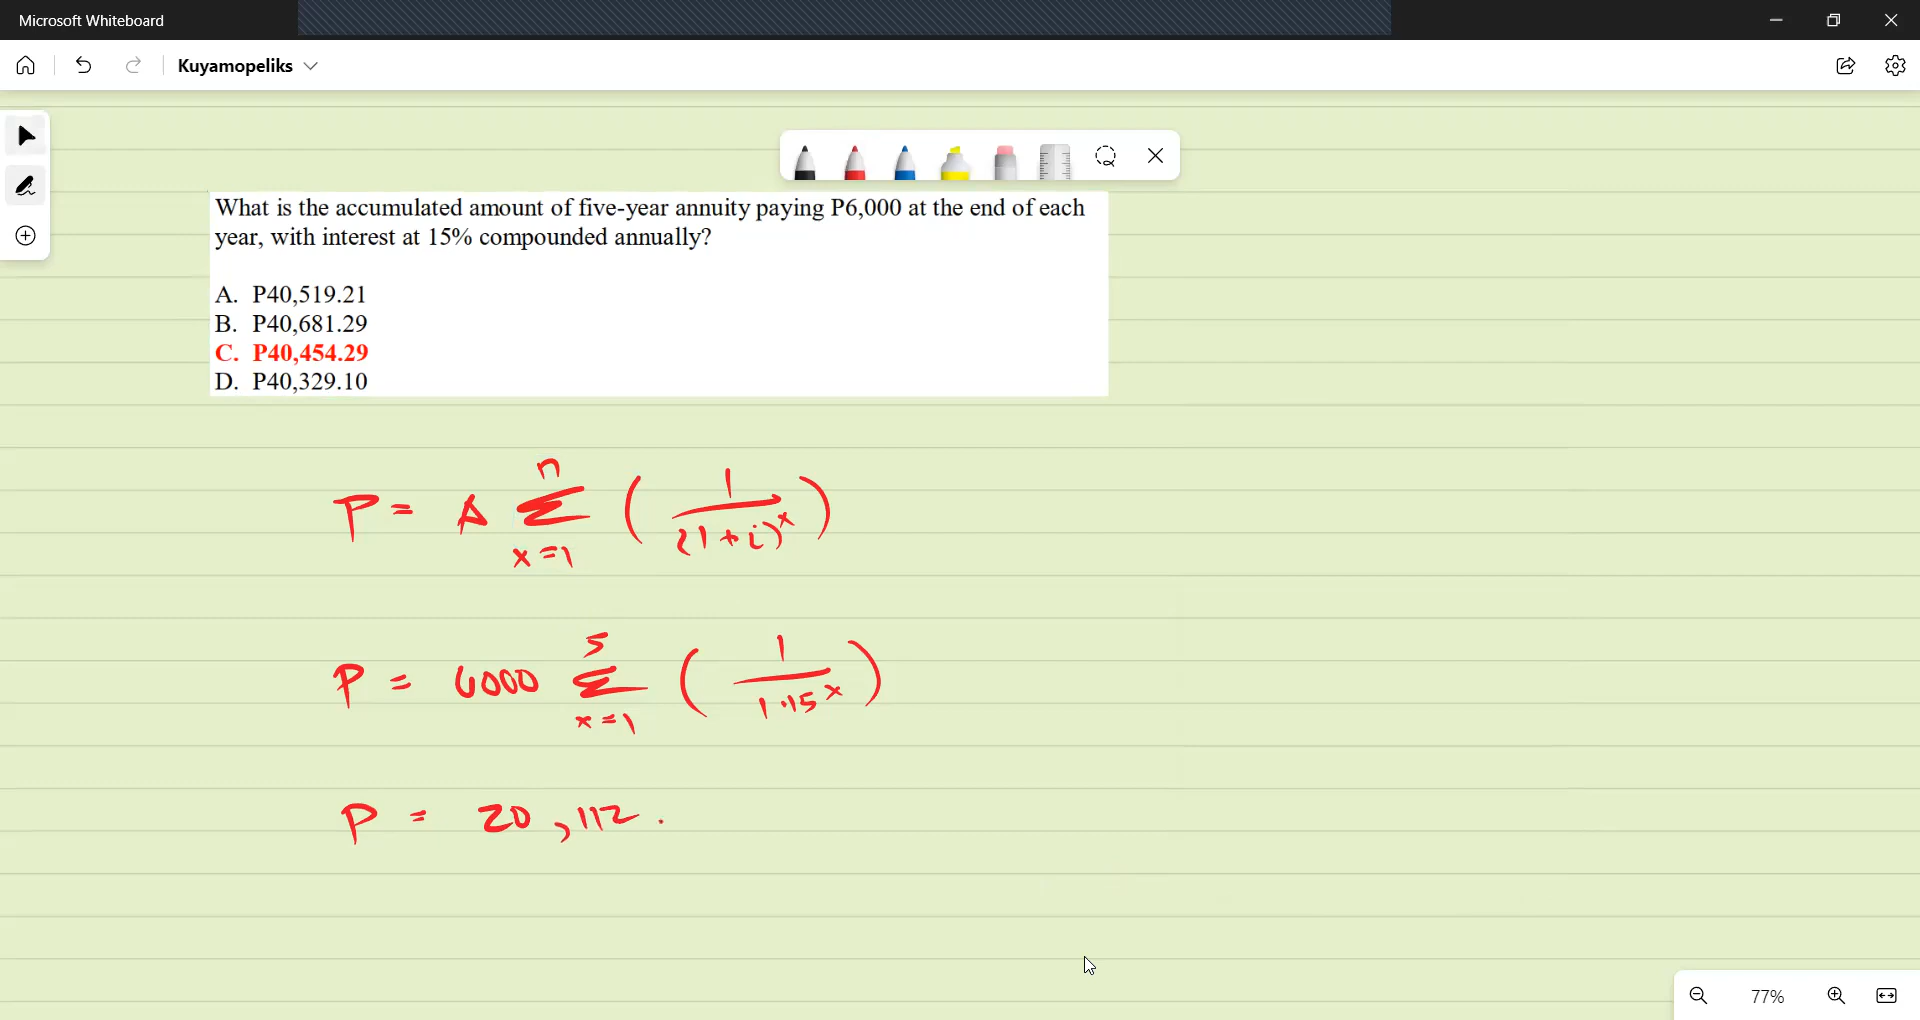 Microsoft Whiteboard
Kuyamopeliks
What is the accumulated amount of five-year annuity paying P6,000 at the end of each
year, with interest at 15% compounded annually?
A. P40,519.21
B. P40,681.29
C. P40,454.29
D. P40,329.10
P = A ∑ n x=1 ( 1 / (1+i)^x )
P = 6000 ∑ 5 x=1 ( 1 / 1.15^x )
P = 20,112.
77%